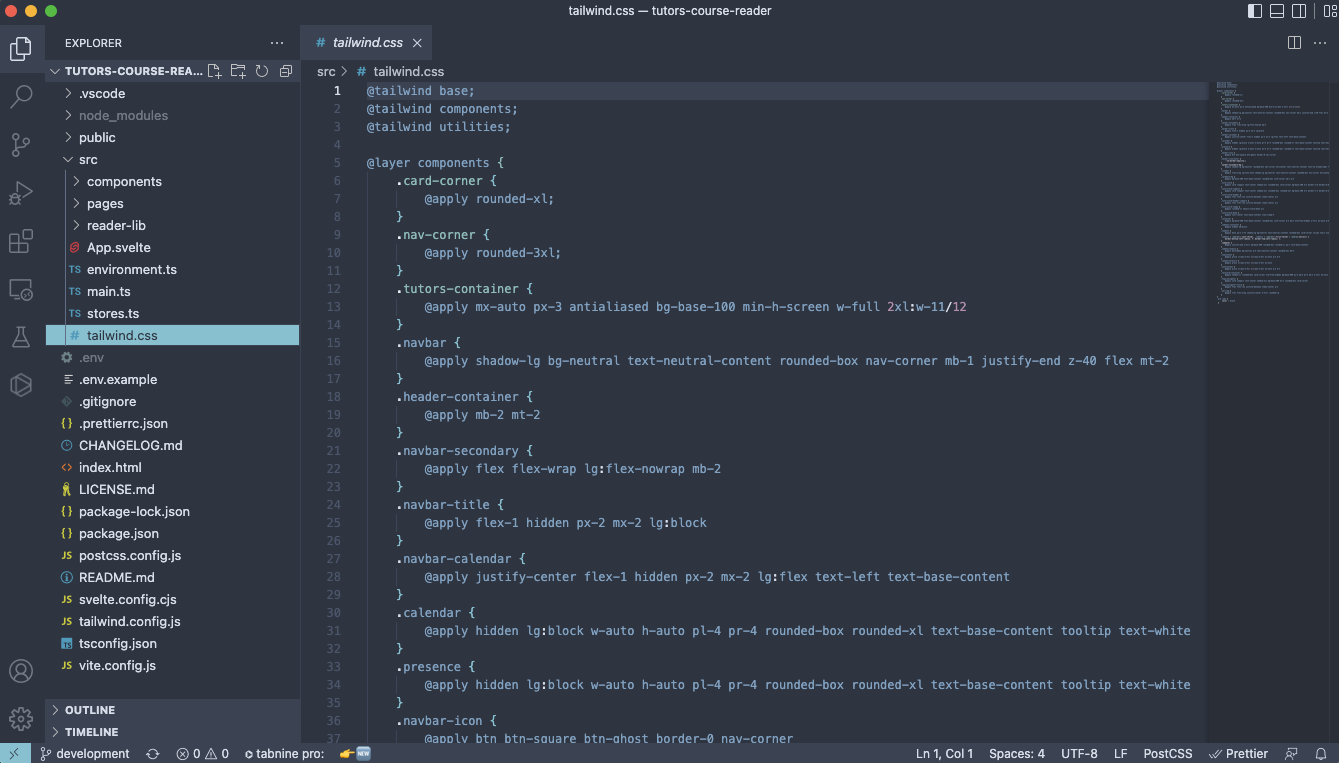 tailwind.css — tutors-course-reader
EXPLORER
TUTORS-COURSE-REA...
.vscode
node_modules
public
src
components
pages
reader-lib
App.svelte
TS environment.ts
TS main.ts
TS stores.ts
# tailwind.css
.env
.env.example
.gitignore
{} .prettierrc.json
CHANGELOG.md
<> index.html
LICENSE.md
{} package-lock.json
{} package.json
JS postcss.config.js
README.md
JS svelte.config.cjs
JS tailwind.config.js
TS tsconfig.json
JS vite.config.js
OUTLINE
TIMELINE
# tailwind.css
src > # tailwind.css
1 @tailwind base;
2 @tailwind components;
3 @tailwind utilities;
4
5 @layer components {
6 .card-corner {
7 @apply rounded-xl;
8 }
9 .nav-corner {
10 @apply rounded-3xl;
11 }
12 .tutors-container {
13 @apply mx-auto px-3 antialiased bg-base-100 min-h-screen w-full 2xl:w-11/12
14 }
15 .navbar {
16 @apply shadow-lg bg-neutral text-neutral-content rounded-box nav-corner mb-1 justify-end z-40 flex mt-2
17 }
18 .header-container {
19 @apply mb-2 mt-2
20 }
21 .navbar-secondary {
22 @apply flex flex-wrap lg:flex-nowrap mb-2
23 }
24 .navbar-title {
25 @apply flex-1 hidden px-2 mx-2 lg:block
26 }
27 .navbar-calendar {
28 @apply justify-center flex-1 hidden px-2 mx-2 lg:flex text-left text-base-content
29 }
30 .calendar {
31 @apply hidden lg:block w-auto h-auto pl-4 pr-4 rounded-box rounded-xl text-base-content tooltip text-white
32 }
33 .presence {
34 @apply hidden lg:block w-auto h-auto pl-4 pr-4 rounded-box rounded-xl text-base-content tooltip text-white
35 }
36 .navbar-icon {
37 @apply btn btn-square btn-ghost border-0 nav-corner
development 0 0 tabnine pro: 👉🆕 Ln 1, Col 1 Spaces: 4 UTF-8 LF PostCSS Prettier